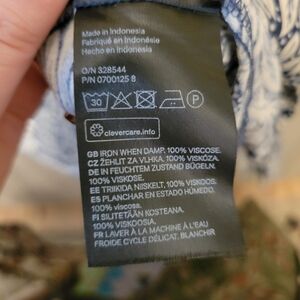 Made in Indonesia
Fabriqué en Indonésie
Hecho en Indonesia
O/N 328544
P/N 0700125 8
30
P
clevercare.info
GB IRON WHEN DAMP, 100% VISCOSE.
CZ ŽEHLIT ZA VLHKA, 100% VISKÓZA.
DE IN FEUCHTEM ZUSTAND BÜGELN,
100% VISKOSE.
EE TRIIKIDA NISKELT, 100%
100% viscosa.
ES PLANCHAR EN ESTADO HÚMEDO.
100% viscosa.
FI SILITETÄÄN KOSTEANA.
100% VISKOOSIA.
FR LAVER À LA MACHINE À L'EAU
FROIDE CYCLE DÉLICAT, BLANCHIR